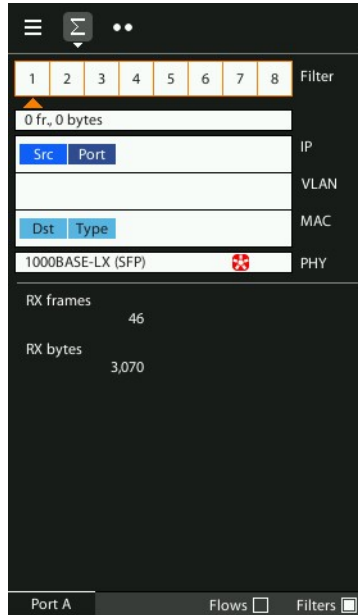 Σ
1 2 3 4 5 6 7 8 Filter
0 fr., 0 bytes
Src Port IP
VLAN
Dst Type MAC
1000BASE-LX (SFP) PHY
RX frames
46
RX bytes
3,070
Port A Flows Filters